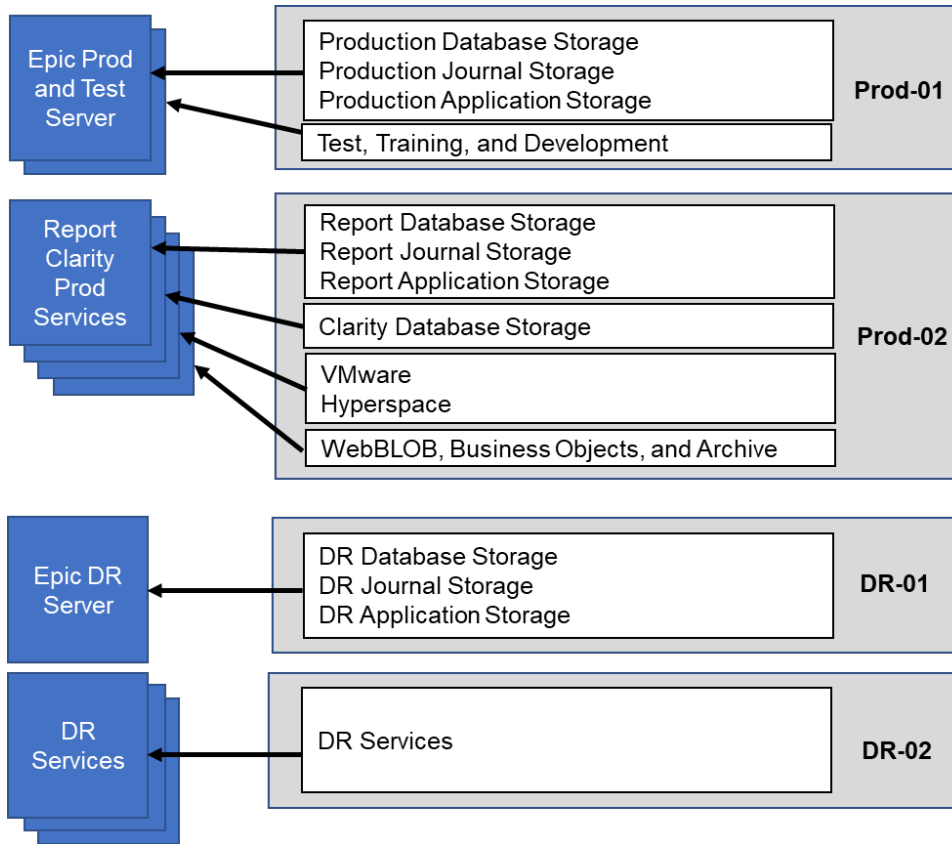 Epic Prod
and Test
Server
Production Database Storage
Production Journal Storage
Production Application Storage
Test, Training, and Development
Prod-01
Report
Clarity
Prod
Services
Report Database Storage
Report Journal Storage
Report Application Storage
Clarity Database Storage
VMware
Hyperspace
WebBLOB, Business Objects, and Archive
Prod-02
Epic DR
Server
DR Database Storage
DR Journal Storage
DR Application Storage
DR-01
DR
Services
DR Services
DR-02